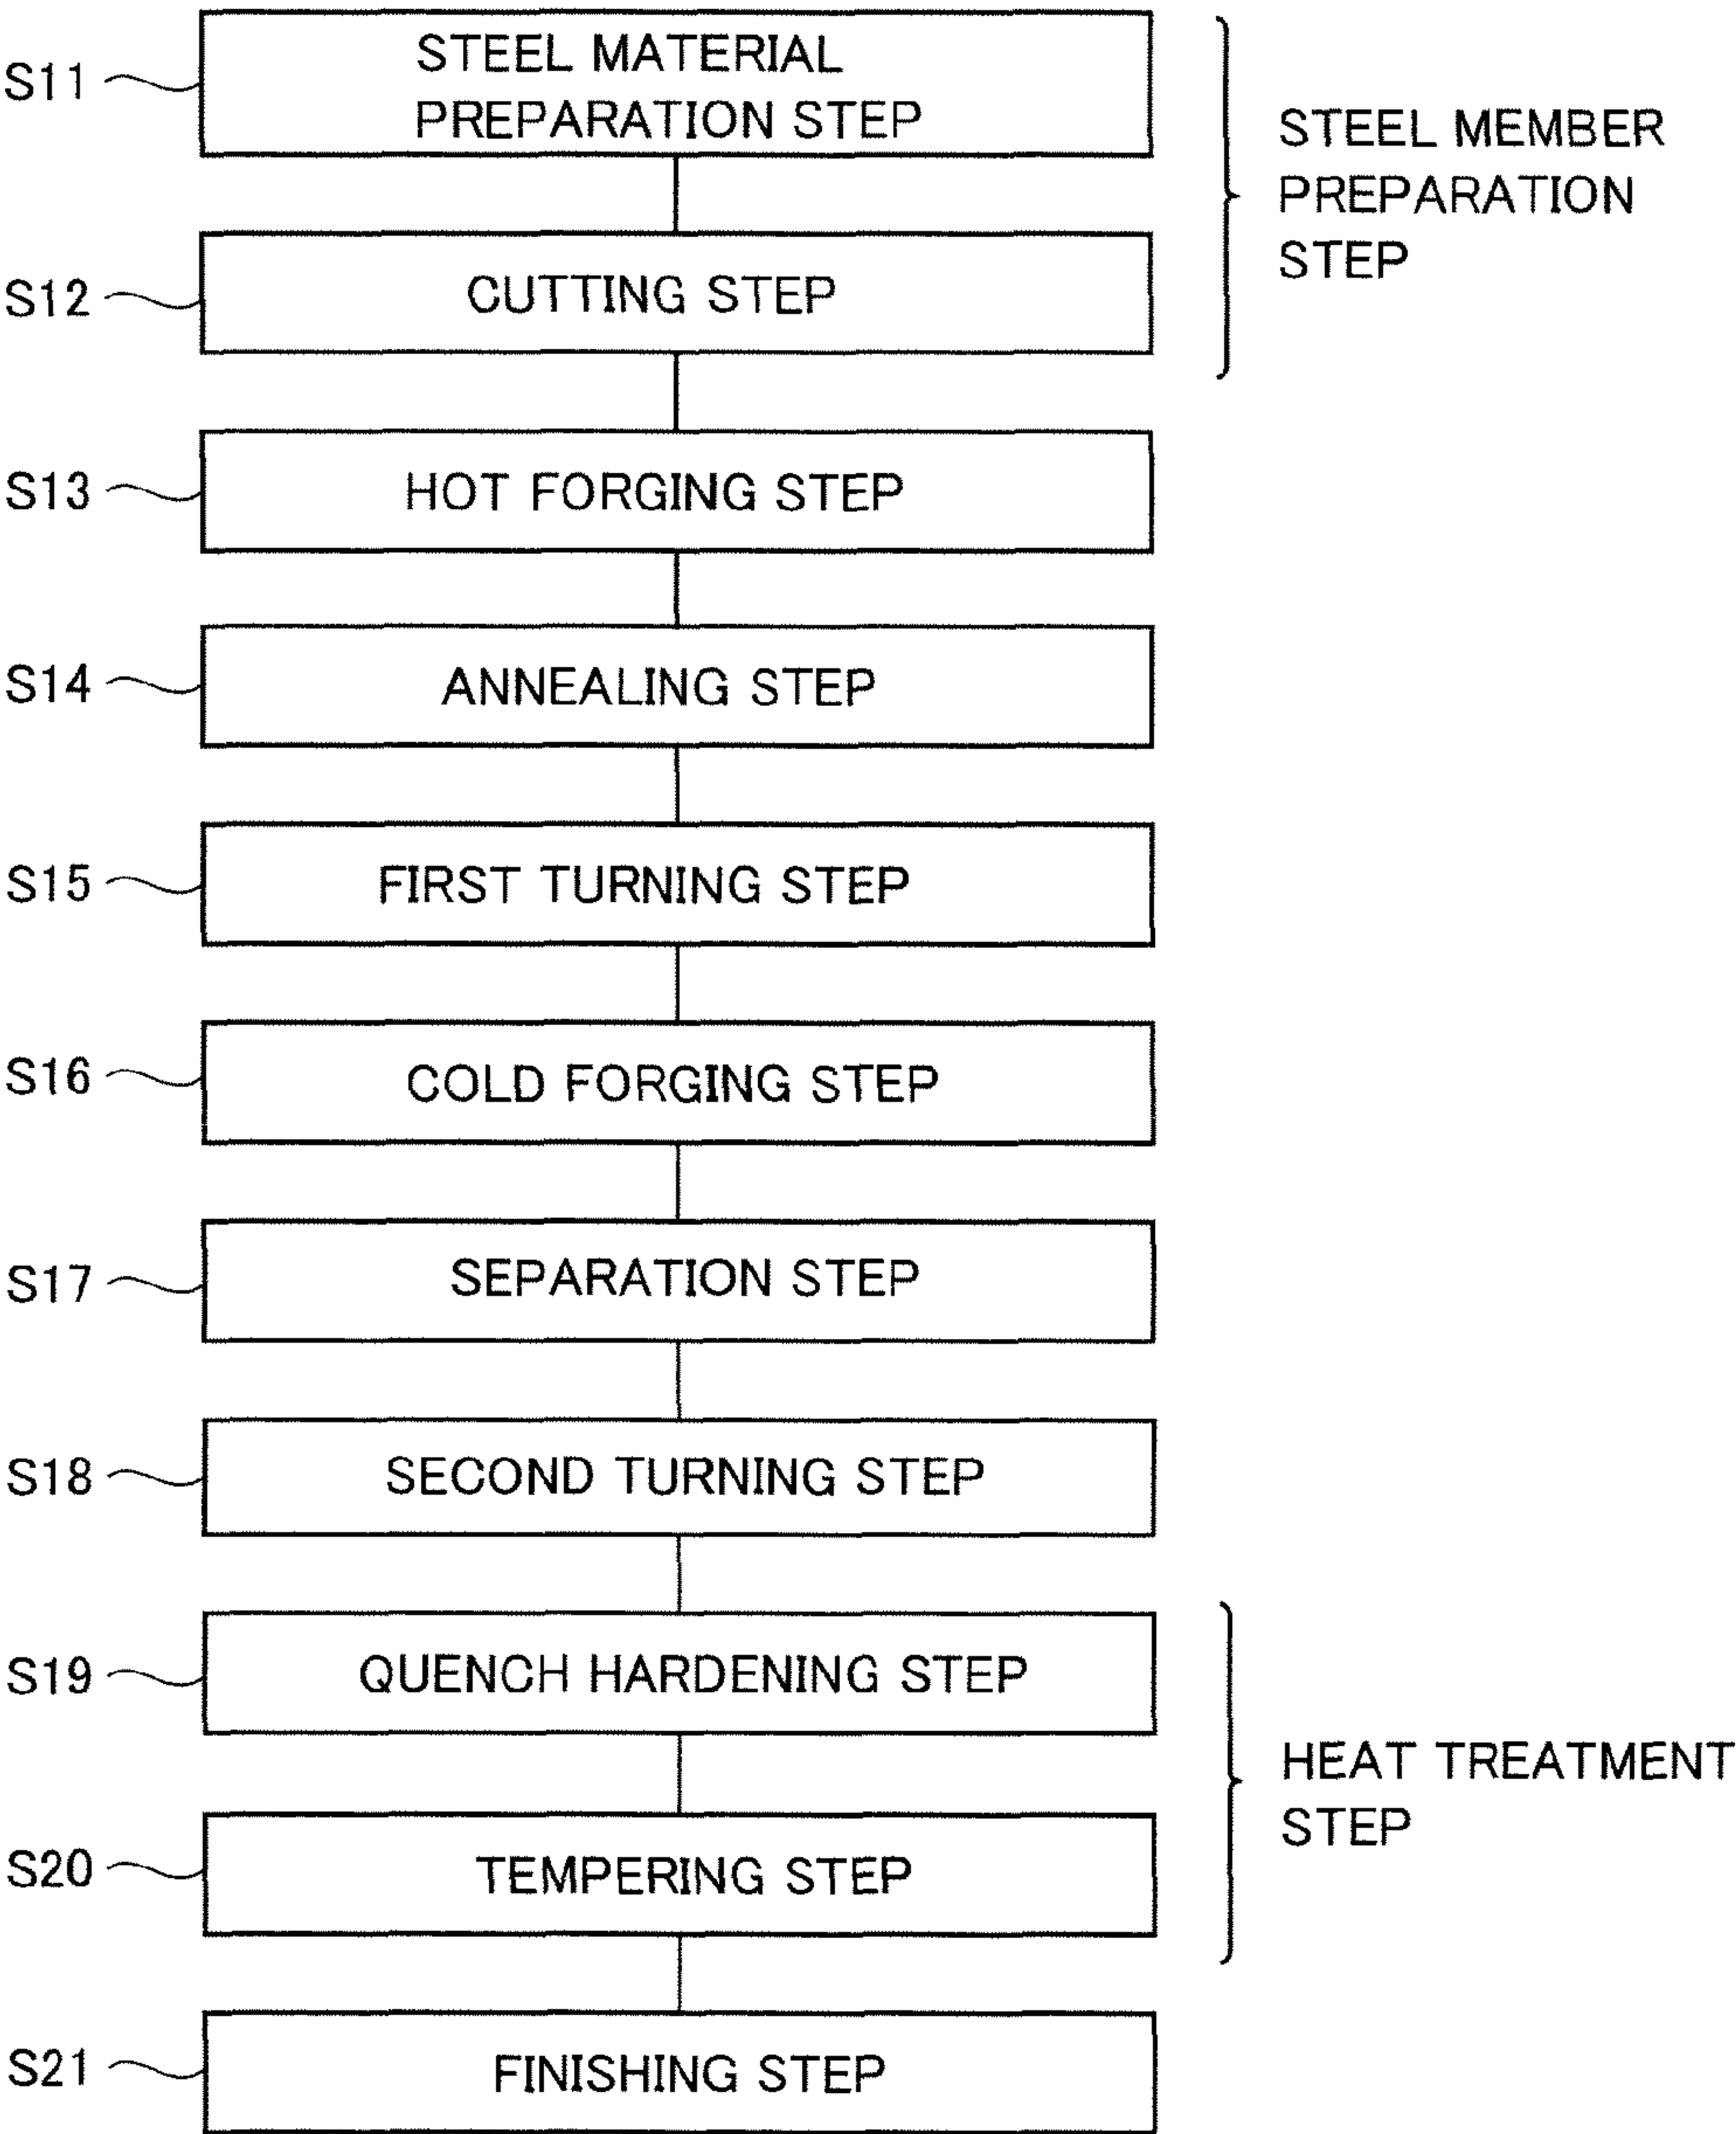 S11
STEEL MATERIAL
PREPARATION STEP
STEEL MEMBER
PREPARATION
STEP
S12
CUTTING STEP
S13
HOT FORGING STEP
S14
ANNEALING STEP
S15
FIRST TURNING STEP
S16
COLD FORGING STEP
S17
SEPARATION STEP
S18
SECOND TURNING STEP
S19
QUENCH HARDENING STEP
HEAT TREATMENT
STEP
S20
TEMPERING STEP
S21
FINISHING STEP